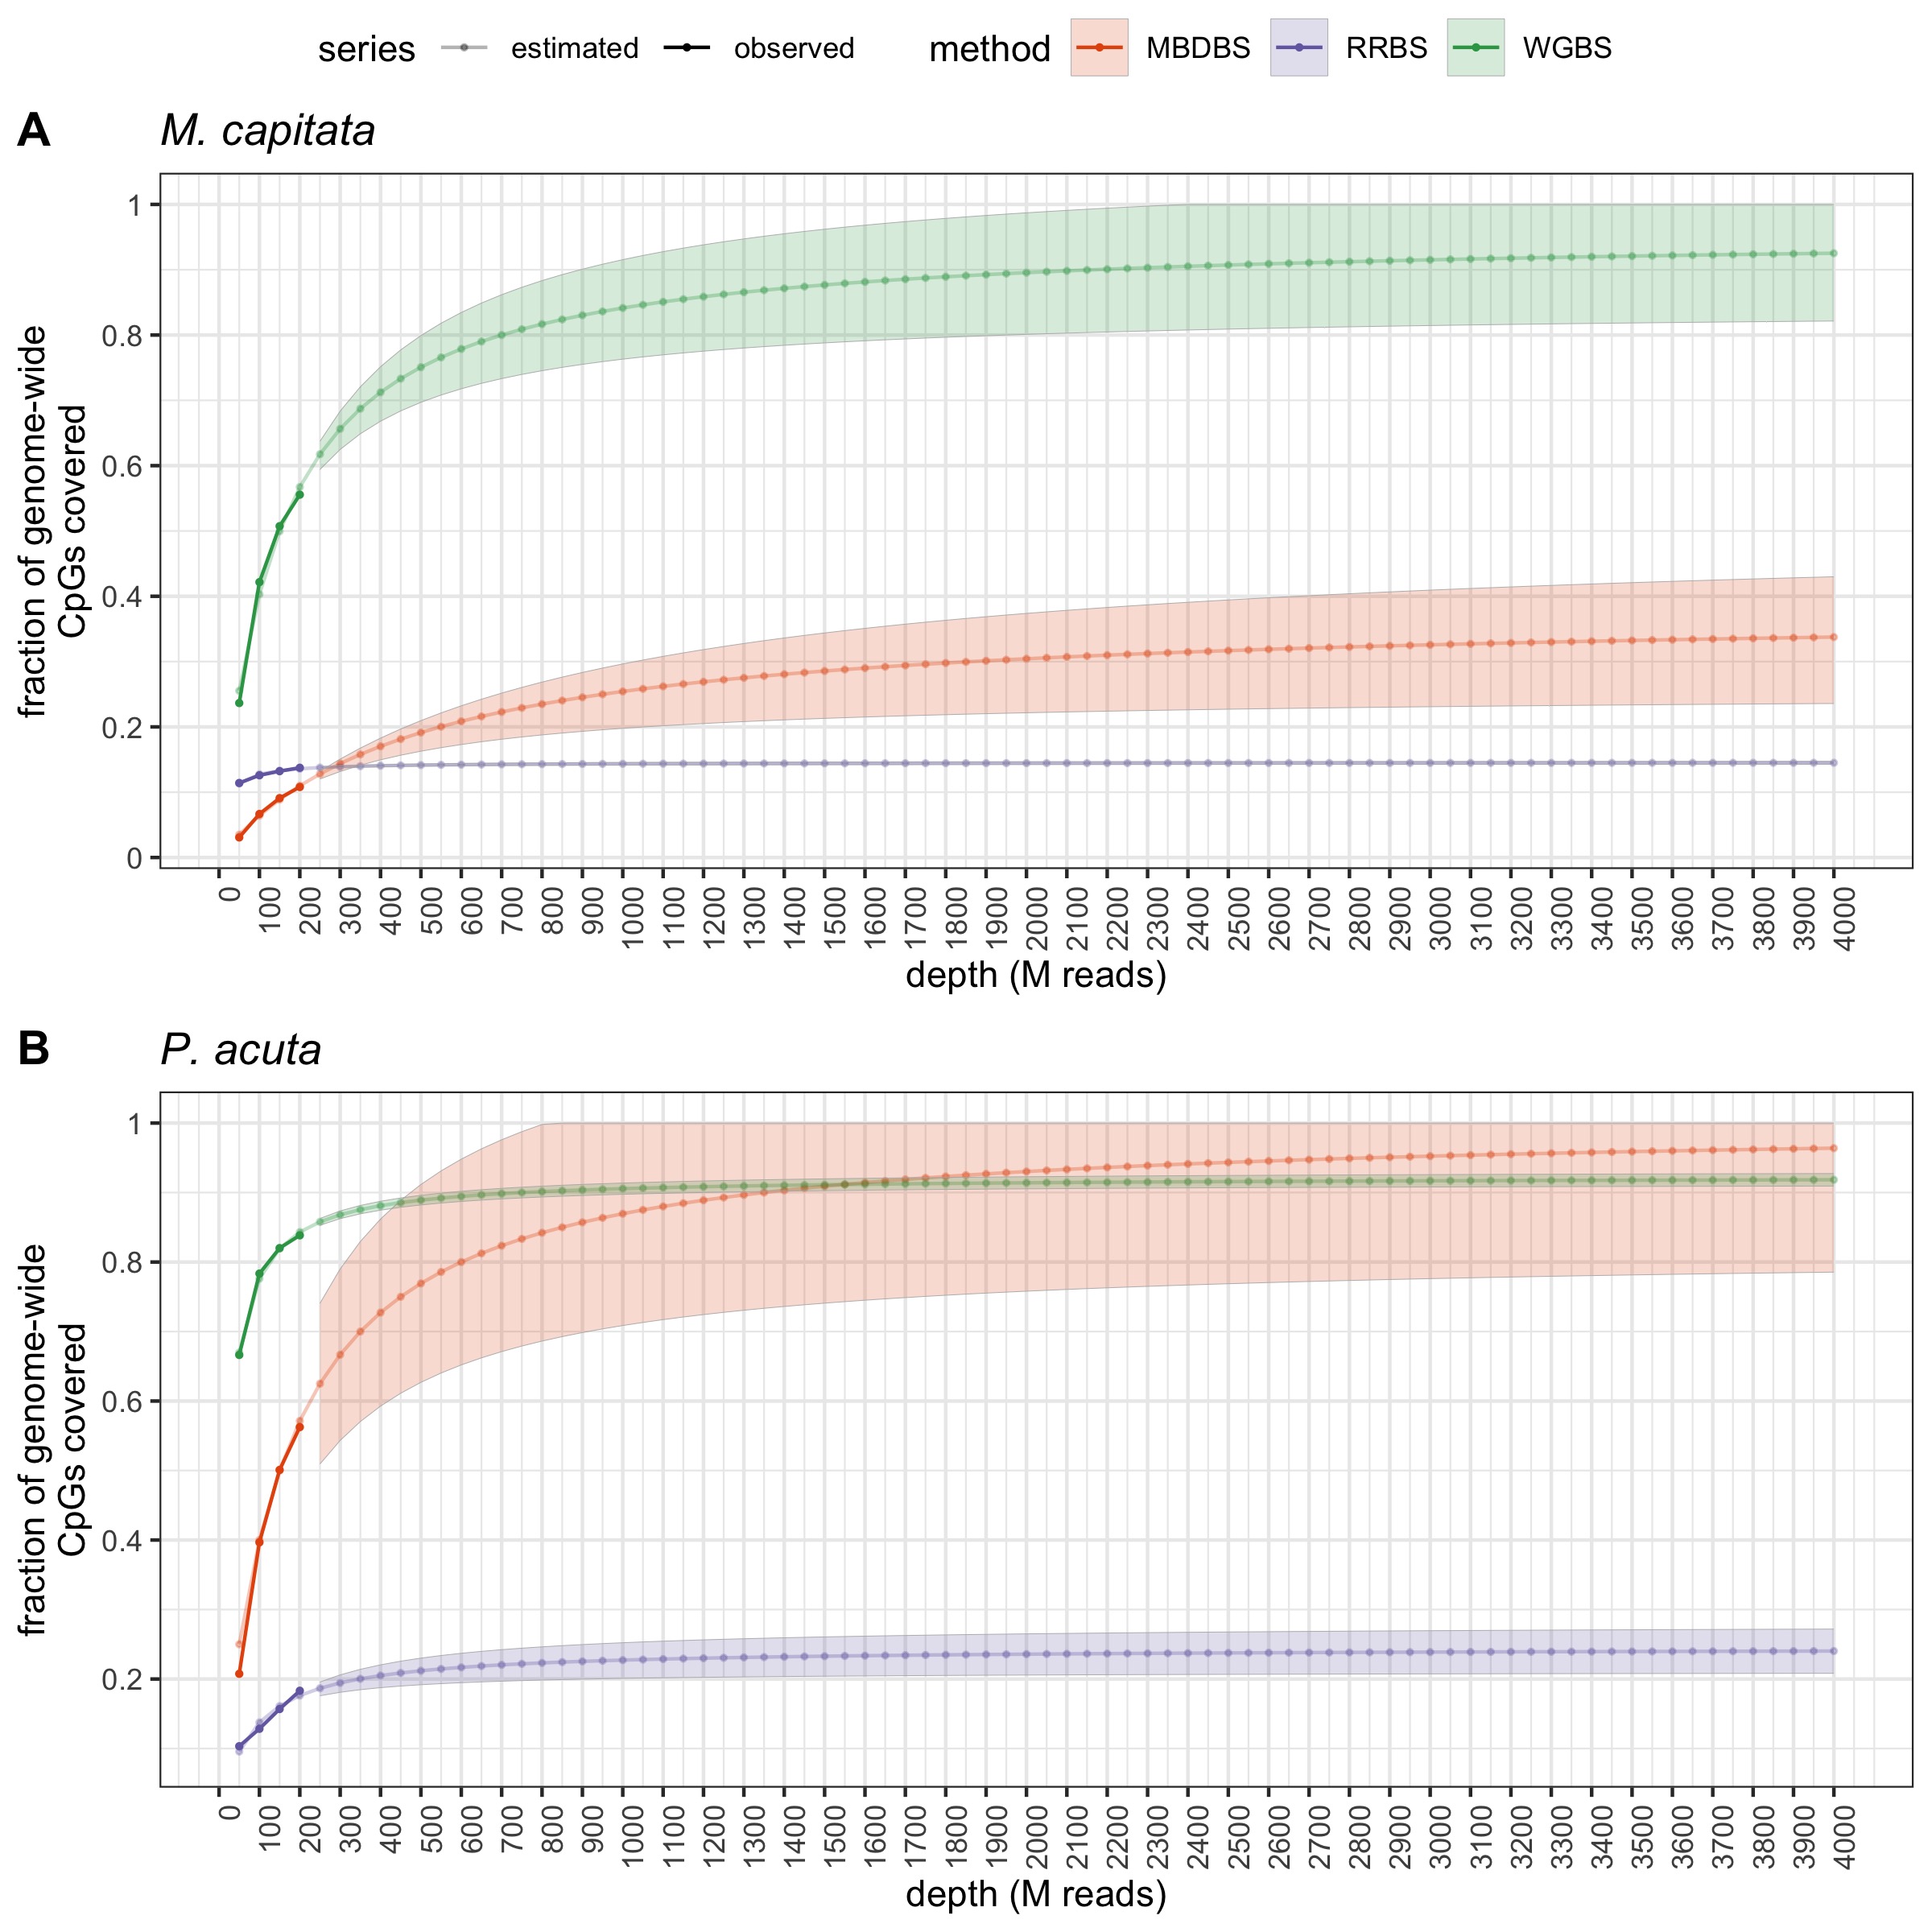 series estimated observed method MBDBS RRBS WGBS
A M. capitata
fraction of genome-wide
CpGs covered
1
0.8
0.6
0.4
0.2
0
0 100 200 300 400 500 600 700 800 900 1000 1100 1200 1300 1400 1500 1600 1700 1800 1900 2000 2100 2200 2300 2400 2500 2600 2700 2800 2900 3000 3100 3200 3300 3400 3500 3600 3700 3800 3900 4000
depth (M reads)
B P. acuta
fraction of genome-wide
CpGs covered
1
0.8
0.6
0.4
0.2
0 100 200 300 400 500 600 700 800 900 1000 1100 1200 1300 1400 1500 1600 1700 1800 1900 2000 2100 2200 2300 2400 2500 2600 2700 2800 2900 3000 3100 3200 3300 3400 3500 3600 3700 3800 3900 4000
depth (M reads)